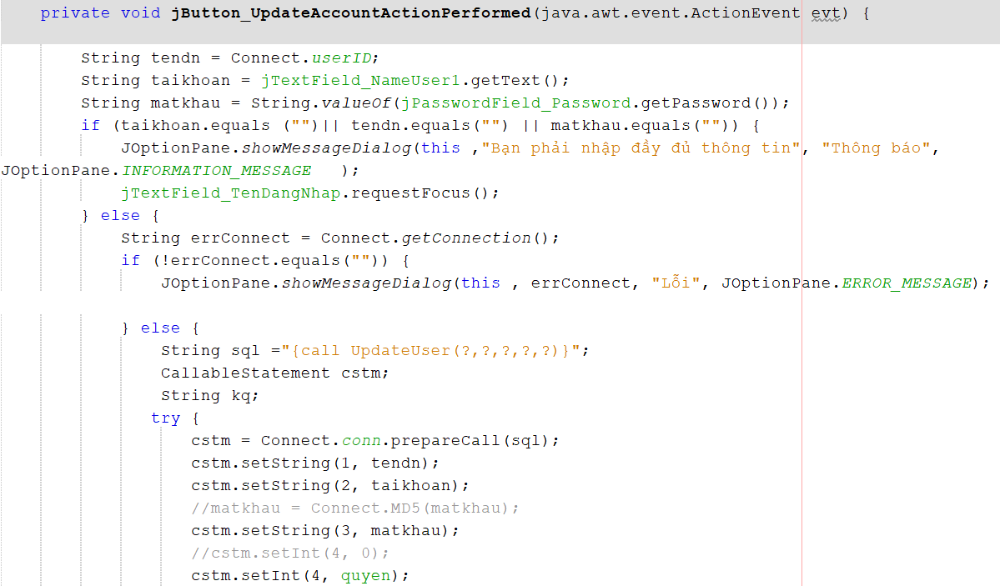 private void jButton_UpdateAccountActionPerformed(java.awt.event.ActionEvent evt) {
String tendn = Connect.userID;
String taikhoan = jTextField_NameUser1.getText();
String matkhau = String.valueOf(jPasswordField_Password.getPassword());
if (taikhoan.equals ("")|| tendn.equals("") || matkhau.equals("")) {
JOptionPane.showMessageDialog(this ,"Bạn phải nhập đầy đủ thông tin", "Thông báo",
JOptionPane.INFORMATION_MESSAGE   );
jTextField_TenDangNhap.requestFocus();
} else {
String errConnect = Connect.getConnection();
if (!errConnect.equals("")) {
JOptionPane.showMessageDialog(this , errConnect, "Lỗi", JOptionPane.ERROR_MESSAGE);
} else {
String sql ="{call UpdateUser(?,?,?,?,?)}";
CallableStatement cstm;
String kq;
try {
cstm = Connect.conn.prepareCall(sql);
cstm.setString(1, tendn);
cstm.setString(2, taikhoan);
//matkhau = Connect.MD5(matkhau);
cstm.setString(3, matkhau);
//cstm.setInt(4, 0);
cstm.setInt(4, quyen);